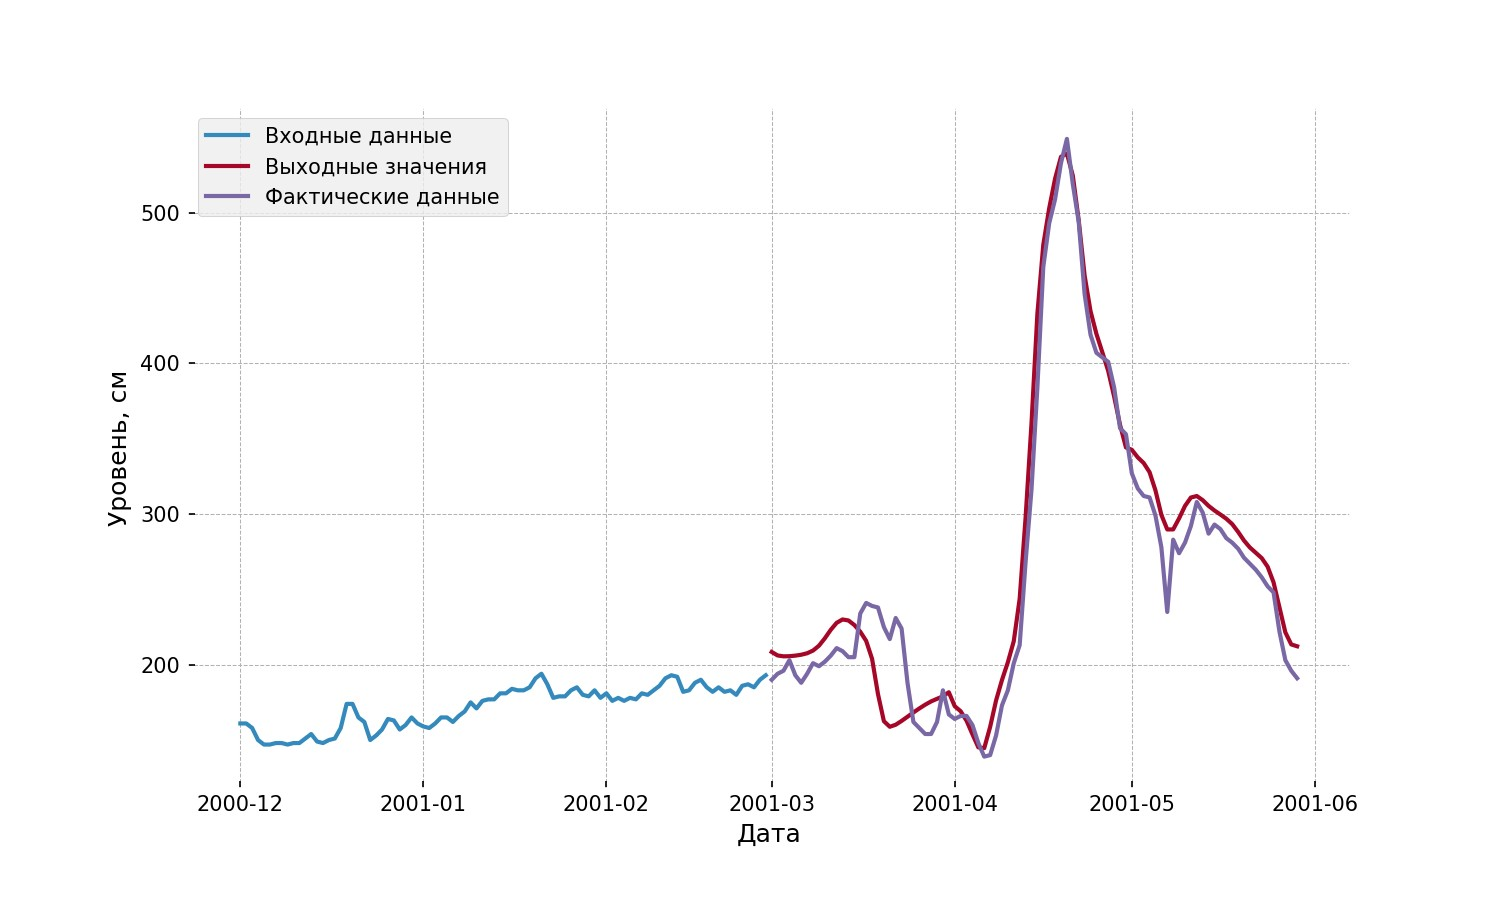 Входные данные
Выходные значения
Фактические данные
500
400
300
200
Уровень, см
2000-12 2001-01 2001-02 2001-03 2001-04 2001-05 2001-06
Дата